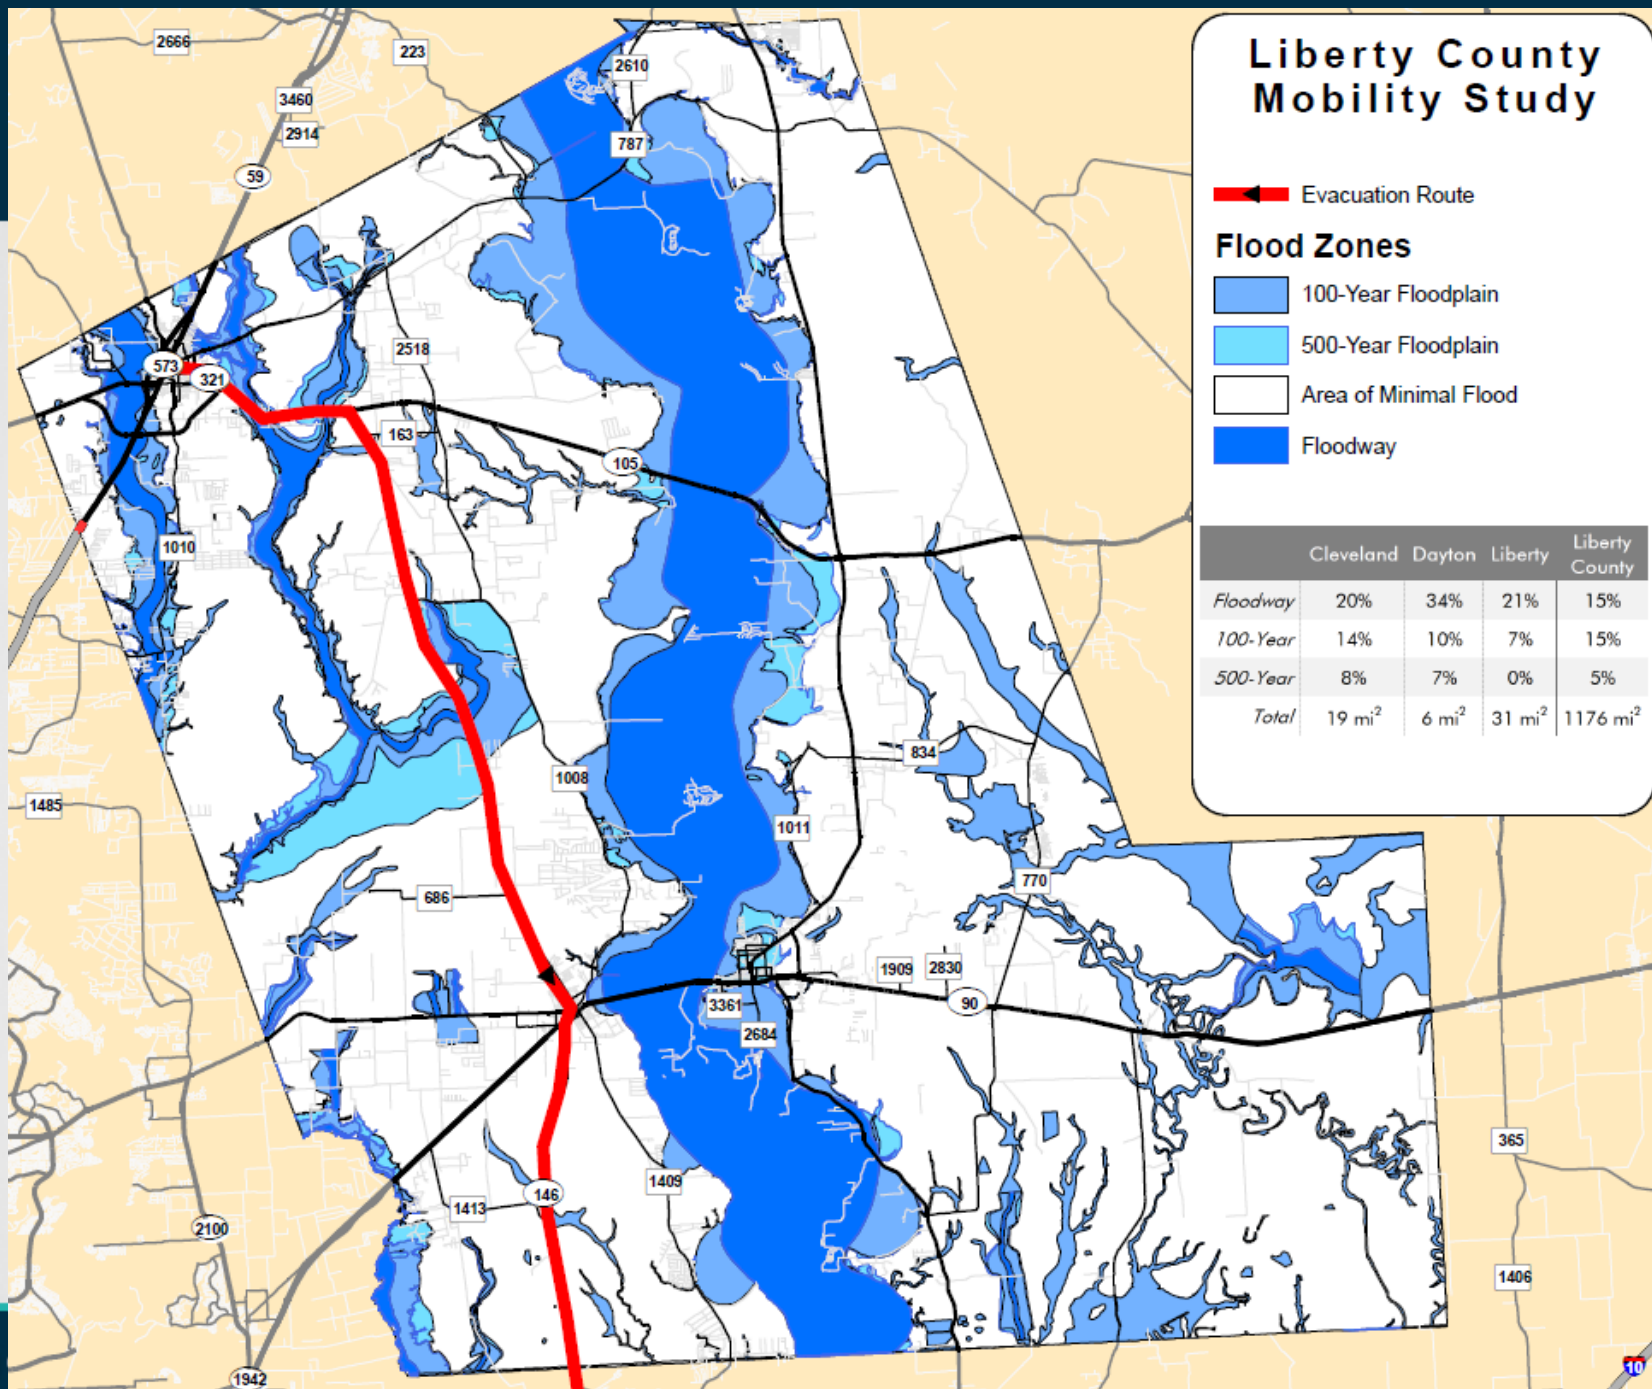 Liberty County
Mobility Study
Evacuation Route
Flood Zones
100-Year Floodplain
500-Year Floodplain
Area of Minimal Flood
Floodway
Cleveland Dayton Liberty Liberty County
Floodway 20% 34% 21% 15%
100-Year 14% 10% 7% 15%
500-Year 8% 7% 0% 5%
Total 19 mi² 6 mi² 31 mi² 1176 mi²
2666
223
2610
3460
2914
787
59
2518
573
321
163
105
1010
834
1008
1485
1011
770
686
1909
2830
90
3361
2684
365
1409
146
1413
2100
1406
10
1942